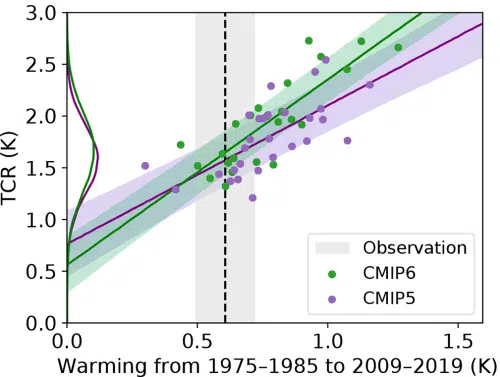 3.0
2.5
2.0
1.5
1.0
0.5
0.0
TCR (K)
Observation
CMIP6
CMIP5
0.0 0.5 1.0 1.5
Warming from 1975–1985 to 2009–2019 (K)